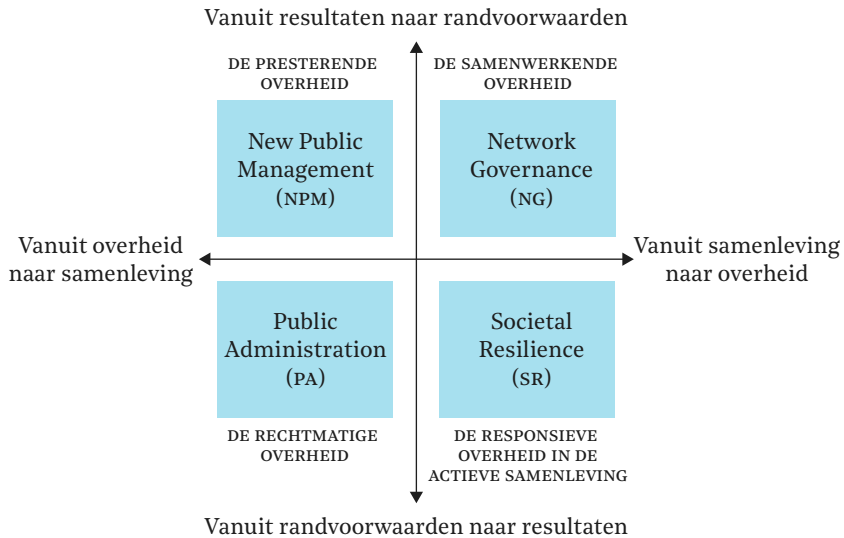 Vanuit resultaten naar randvoorwaarden
DE PRESTERENDE
OVERHEID
DE SAMENWERKENDE
OVERHEID
New Public
Management
(NPM)
Network
Governance
(NG)
Vanuit overheid
naar samenleving
Vanuit samenleving
naar overheid
Public
Administration
(PA)
Societal
Resilience
(SR)
DE RECHTMATIGE
OVERHEID
DE RESPONSIEVE
OVERHEID IN DE
ACTIEVE SAMENLEVING
Vanuit randvoorwaarden naar resultaten